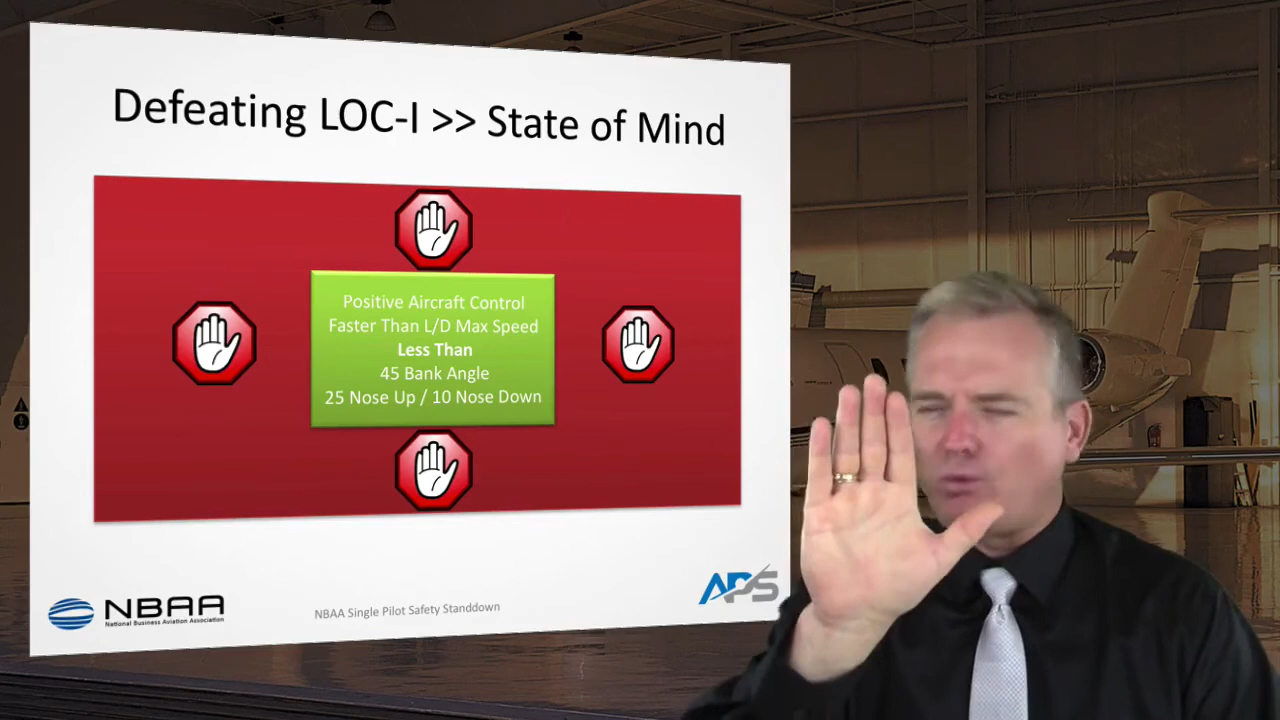 Defeating LOC-I >> State of Mind
Positive Aircraft Control
Faster Than L/D Max Speed
Less Than
45 Bank Angle
25 Nose Up / 10 Nose Down
NBAA
National Business Aviation Association
NBAA Single Pilot Safety Standdown
APS